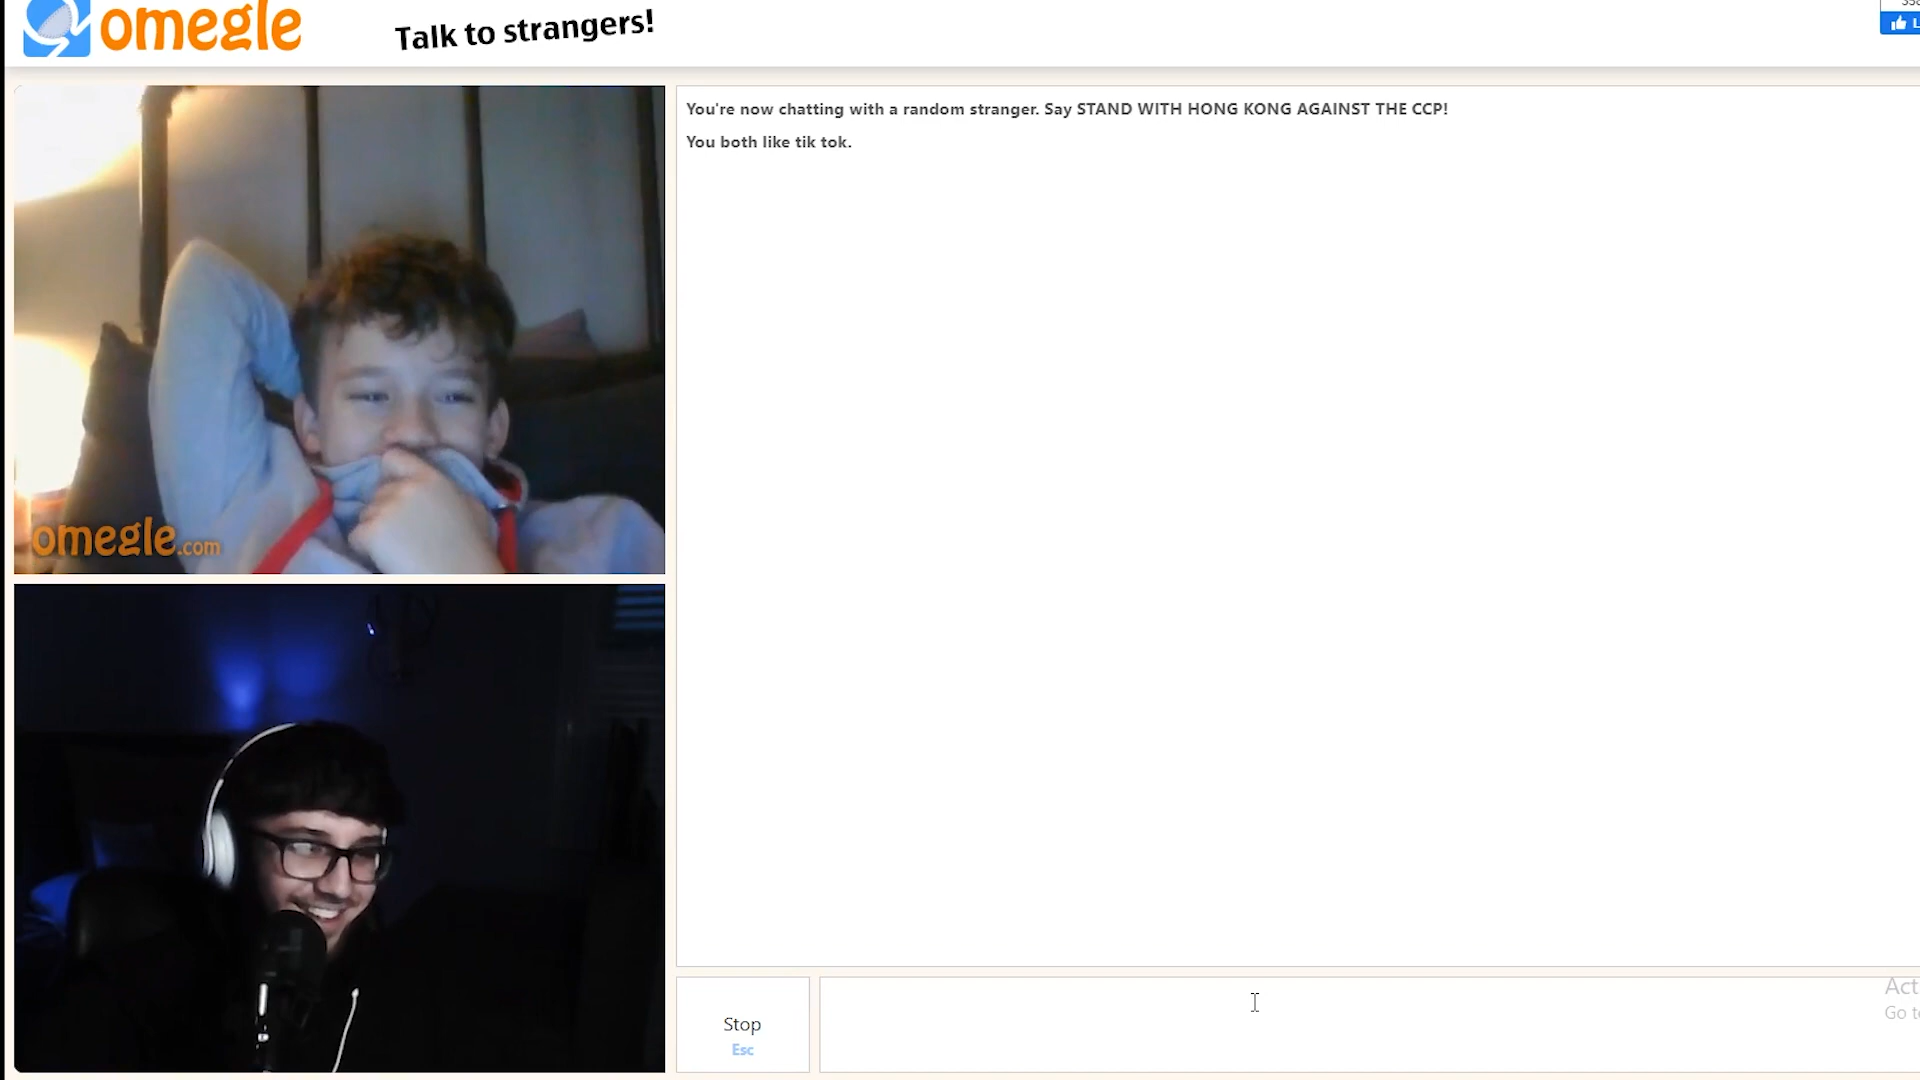 omegle
Talk to strangers!
You're now chatting with a random stranger. Say STAND WITH HONG KONG AGAINST THE CCP!
You both like tik tok.
omegle.com
Stop
Esc